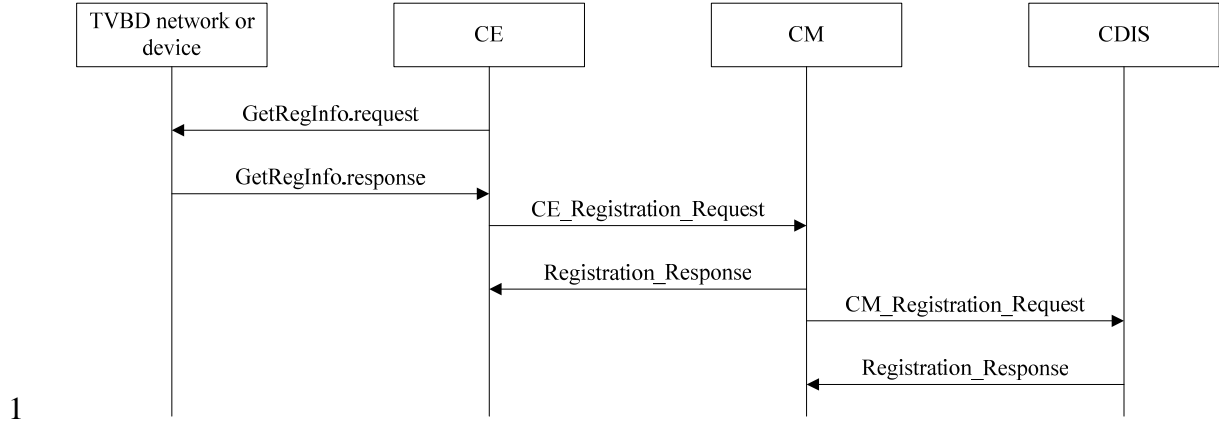 TVBD network or
device
CE
CM
CDIS
GetRegInfo.request
GetRegInfo.response
CE_Registration_Request
Registration_Response
CM_Registration_Request
Registration_Response
1